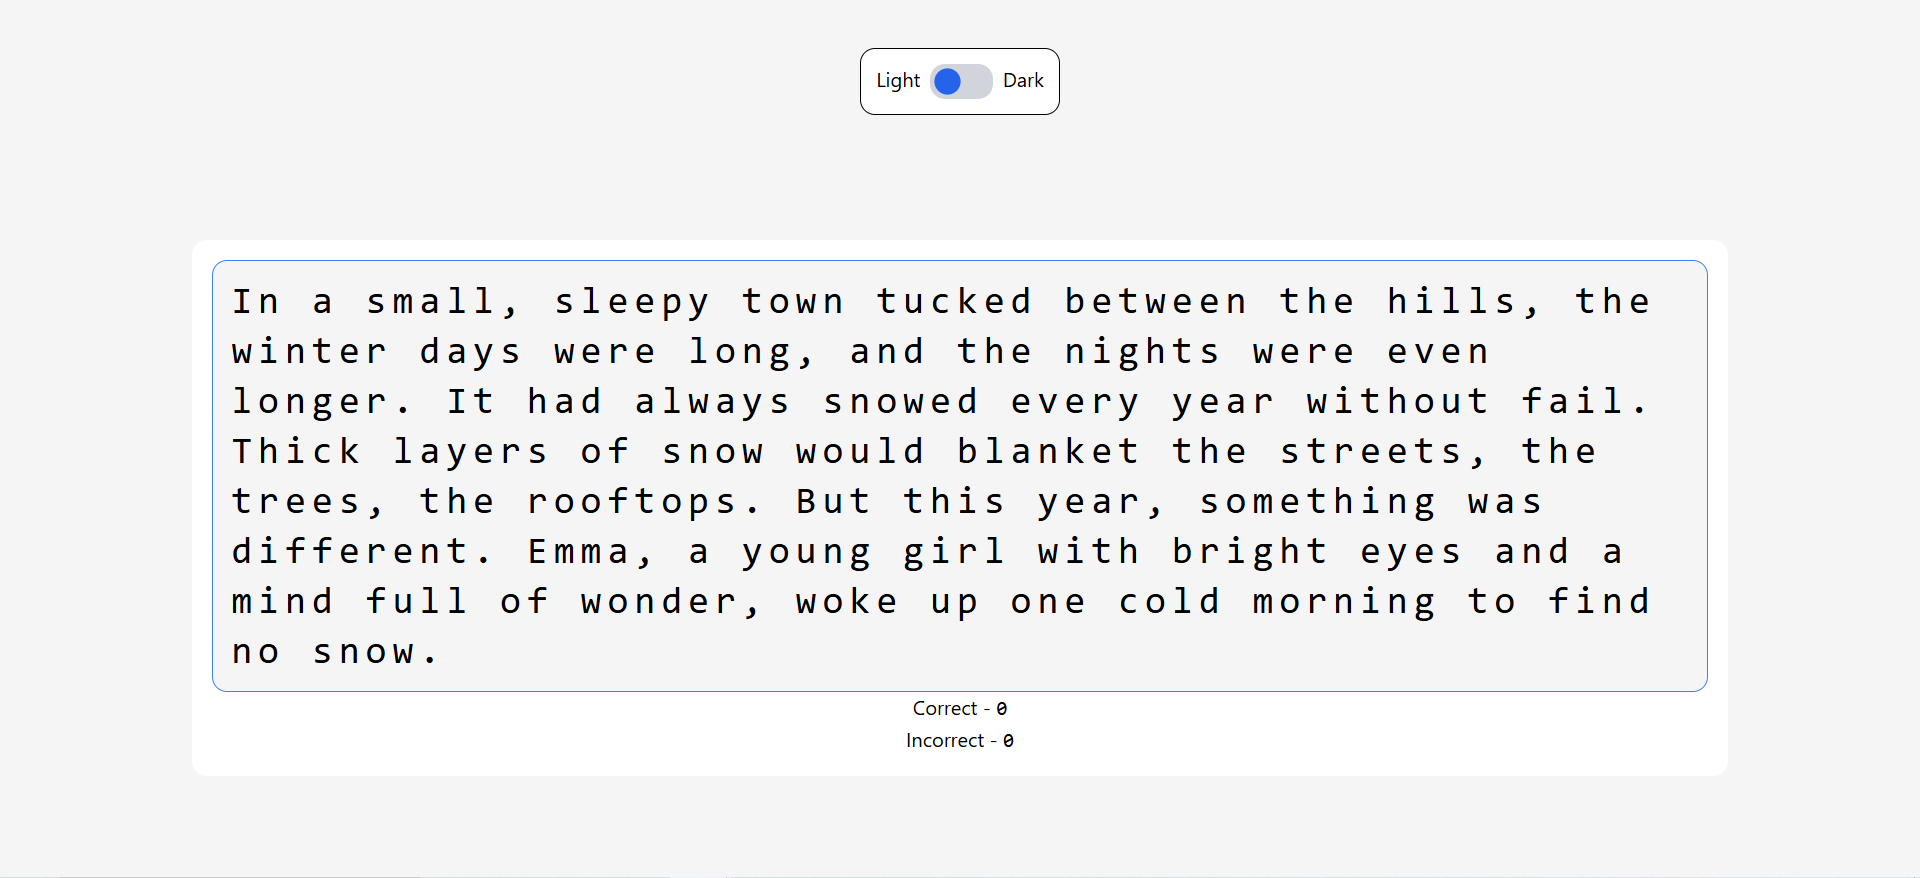 Light Dark
In a small, sleepy town tucked between the hills, the
winter days were long, and the nights were even
longer. It had always snowed every year without fail.
Thick layers of snow would blanket the streets, the
trees, the rooftops. But this year, something was
different. Emma, a young girl with bright eyes and a
mind full of wonder, woke up one cold morning to find
no snow.
Correct - 0
Incorrect - 0